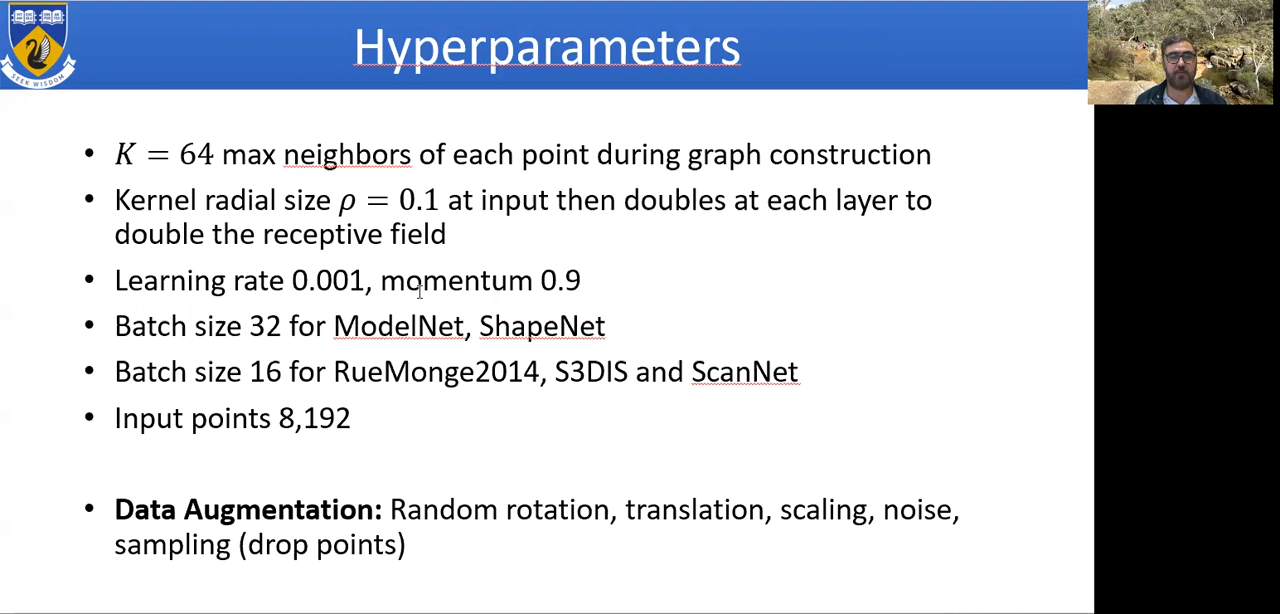 SEEK WISDOM
Hyperparameters
• K = 64 max neighbors of each point during graph construction
• Kernel radial size ρ = 0.1 at input then doubles at each layer to
double the receptive field
• Learning rate 0.001, momentum 0.9
• Batch size 32 for ModelNet, ShapeNet
• Batch size 16 for RueMonge2014, S3DIS and ScanNet
• Input points 8,192
• Data Augmentation: Random rotation, translation, scaling, noise,
sampling (drop points)